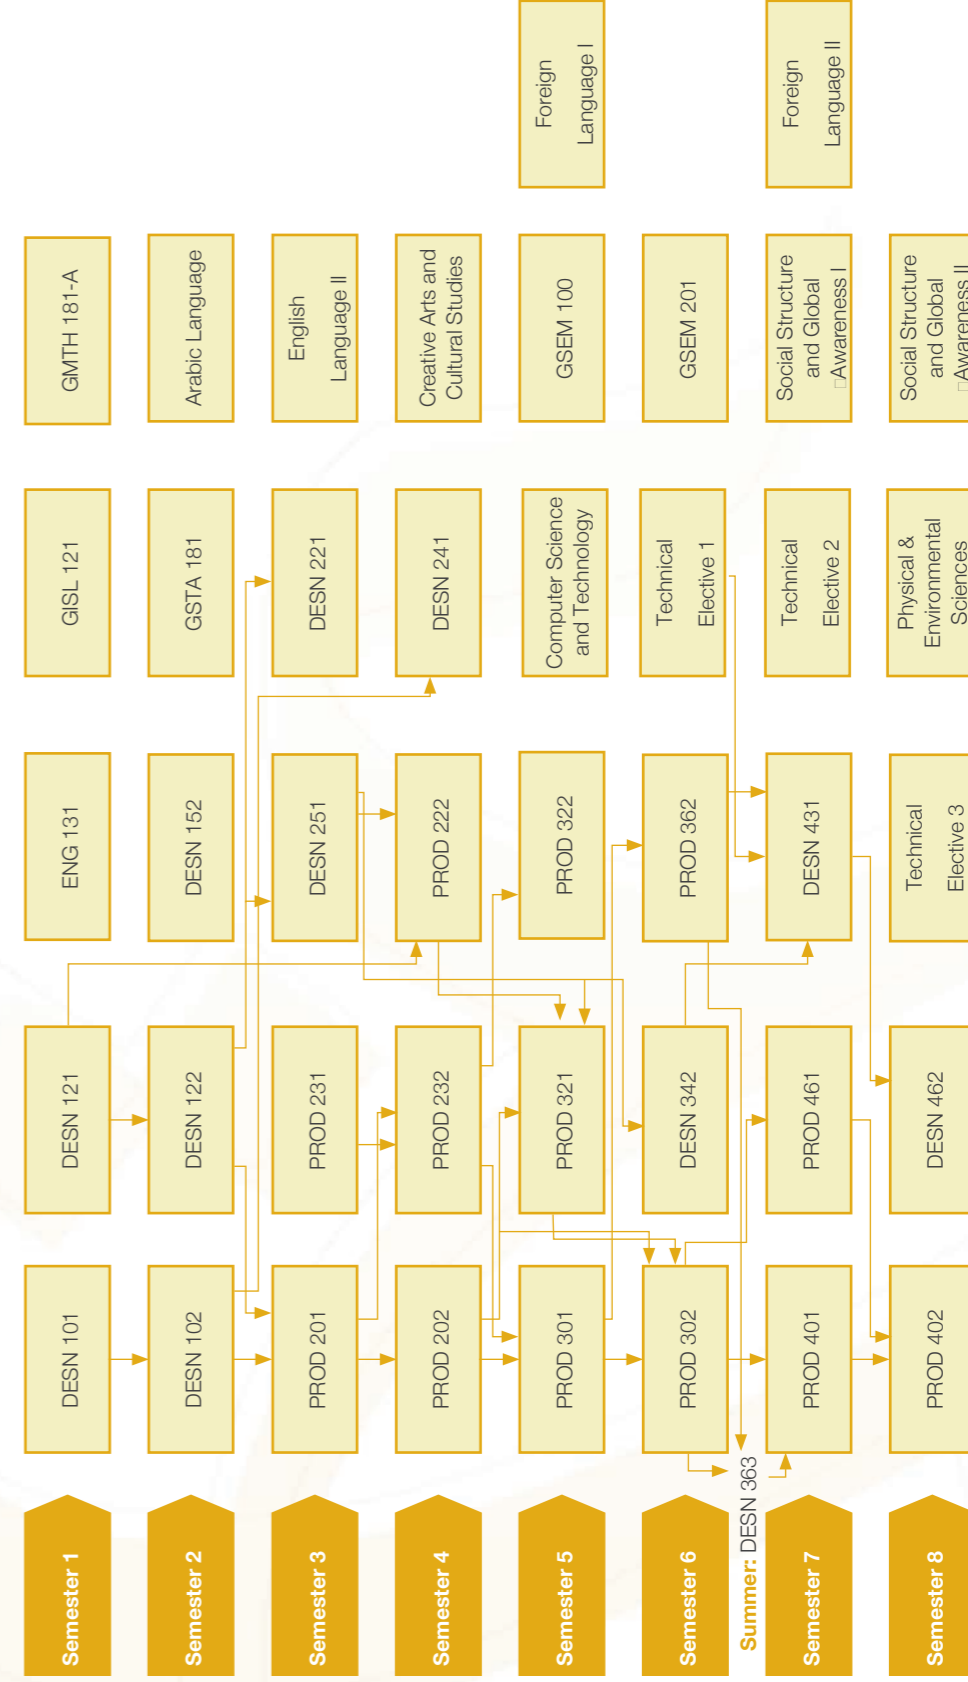 Semester 1
DESN 101
DESN 121
ENG 131
GISL 121
GMTH 181-A
Semester 2
DESN 102
DESN 122
DESN 152
GSTA 181
Arabic Language
Semester 3
PROD 201
PROD 231
DESN 251
DESN 221
English
Language II
Semester 4
PROD 202
PROD 232
PROD 222
DESN 241
Creative Arts and
Cultural Studies
Semester 5
PROD 301
PROD 321
PROD 322
Computer Science
and Technology
GSEM 100
Foreign
Language I
Semester 6
PROD 302
DESN 342
PROD 362
Technical
Elective 1
GSEM 201
Summer: DESN 363
Semester 7
PROD 401
PROD 461
DESN 431
Technical
Elective 2
Social Structure
and Global
Awareness I
Foreign
Language II
Semester 8
PROD 402
DESN 462
Technical
Elective 3
Physical &
Environmental
Sciences
Social Structure
and Global
Awareness II